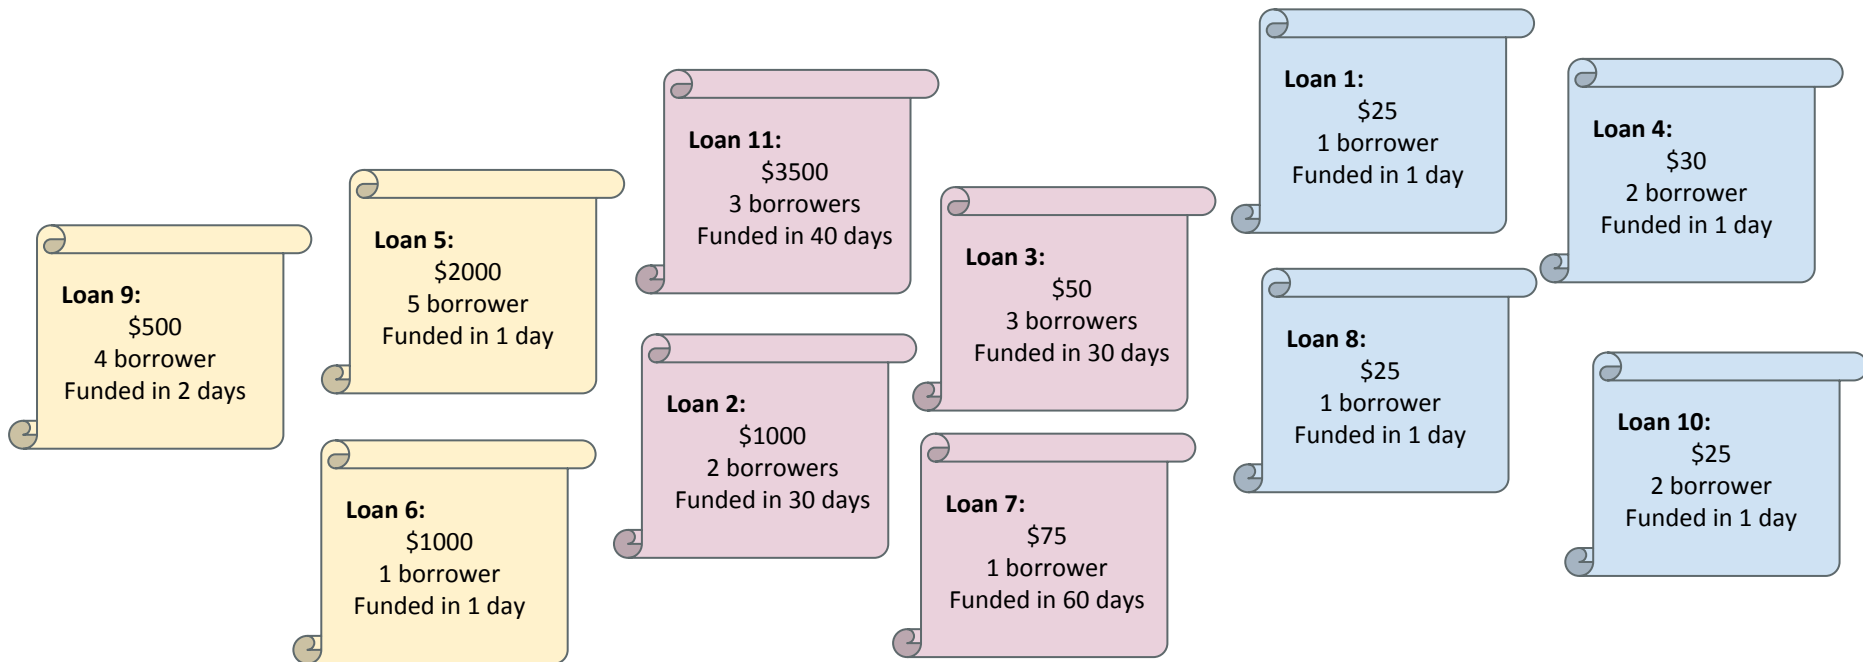 Loan 9:
$500
4 borrower
Funded in 2 days
Loan 5:
$2000
5 borrower
Funded in 1 day
Loan 6:
$1000
1 borrower
Funded in 1 day
Loan 11:
$3500
3 borrowers
Funded in 40 days
Loan 2:
$1000
2 borrowers
Funded in 30 days
Loan 3:
$50
3 borrowers
Funded in 30 days
Loan 7:
$75
1 borrower
Funded in 60 days
Loan 1:
$25
1 borrower
Funded in 1 day
Loan 8:
$25
1 borrower
Funded in 1 day
Loan 4:
$30
2 borrower
Funded in 1 day
Loan 10:
$25
2 borrower
Funded in 1 day